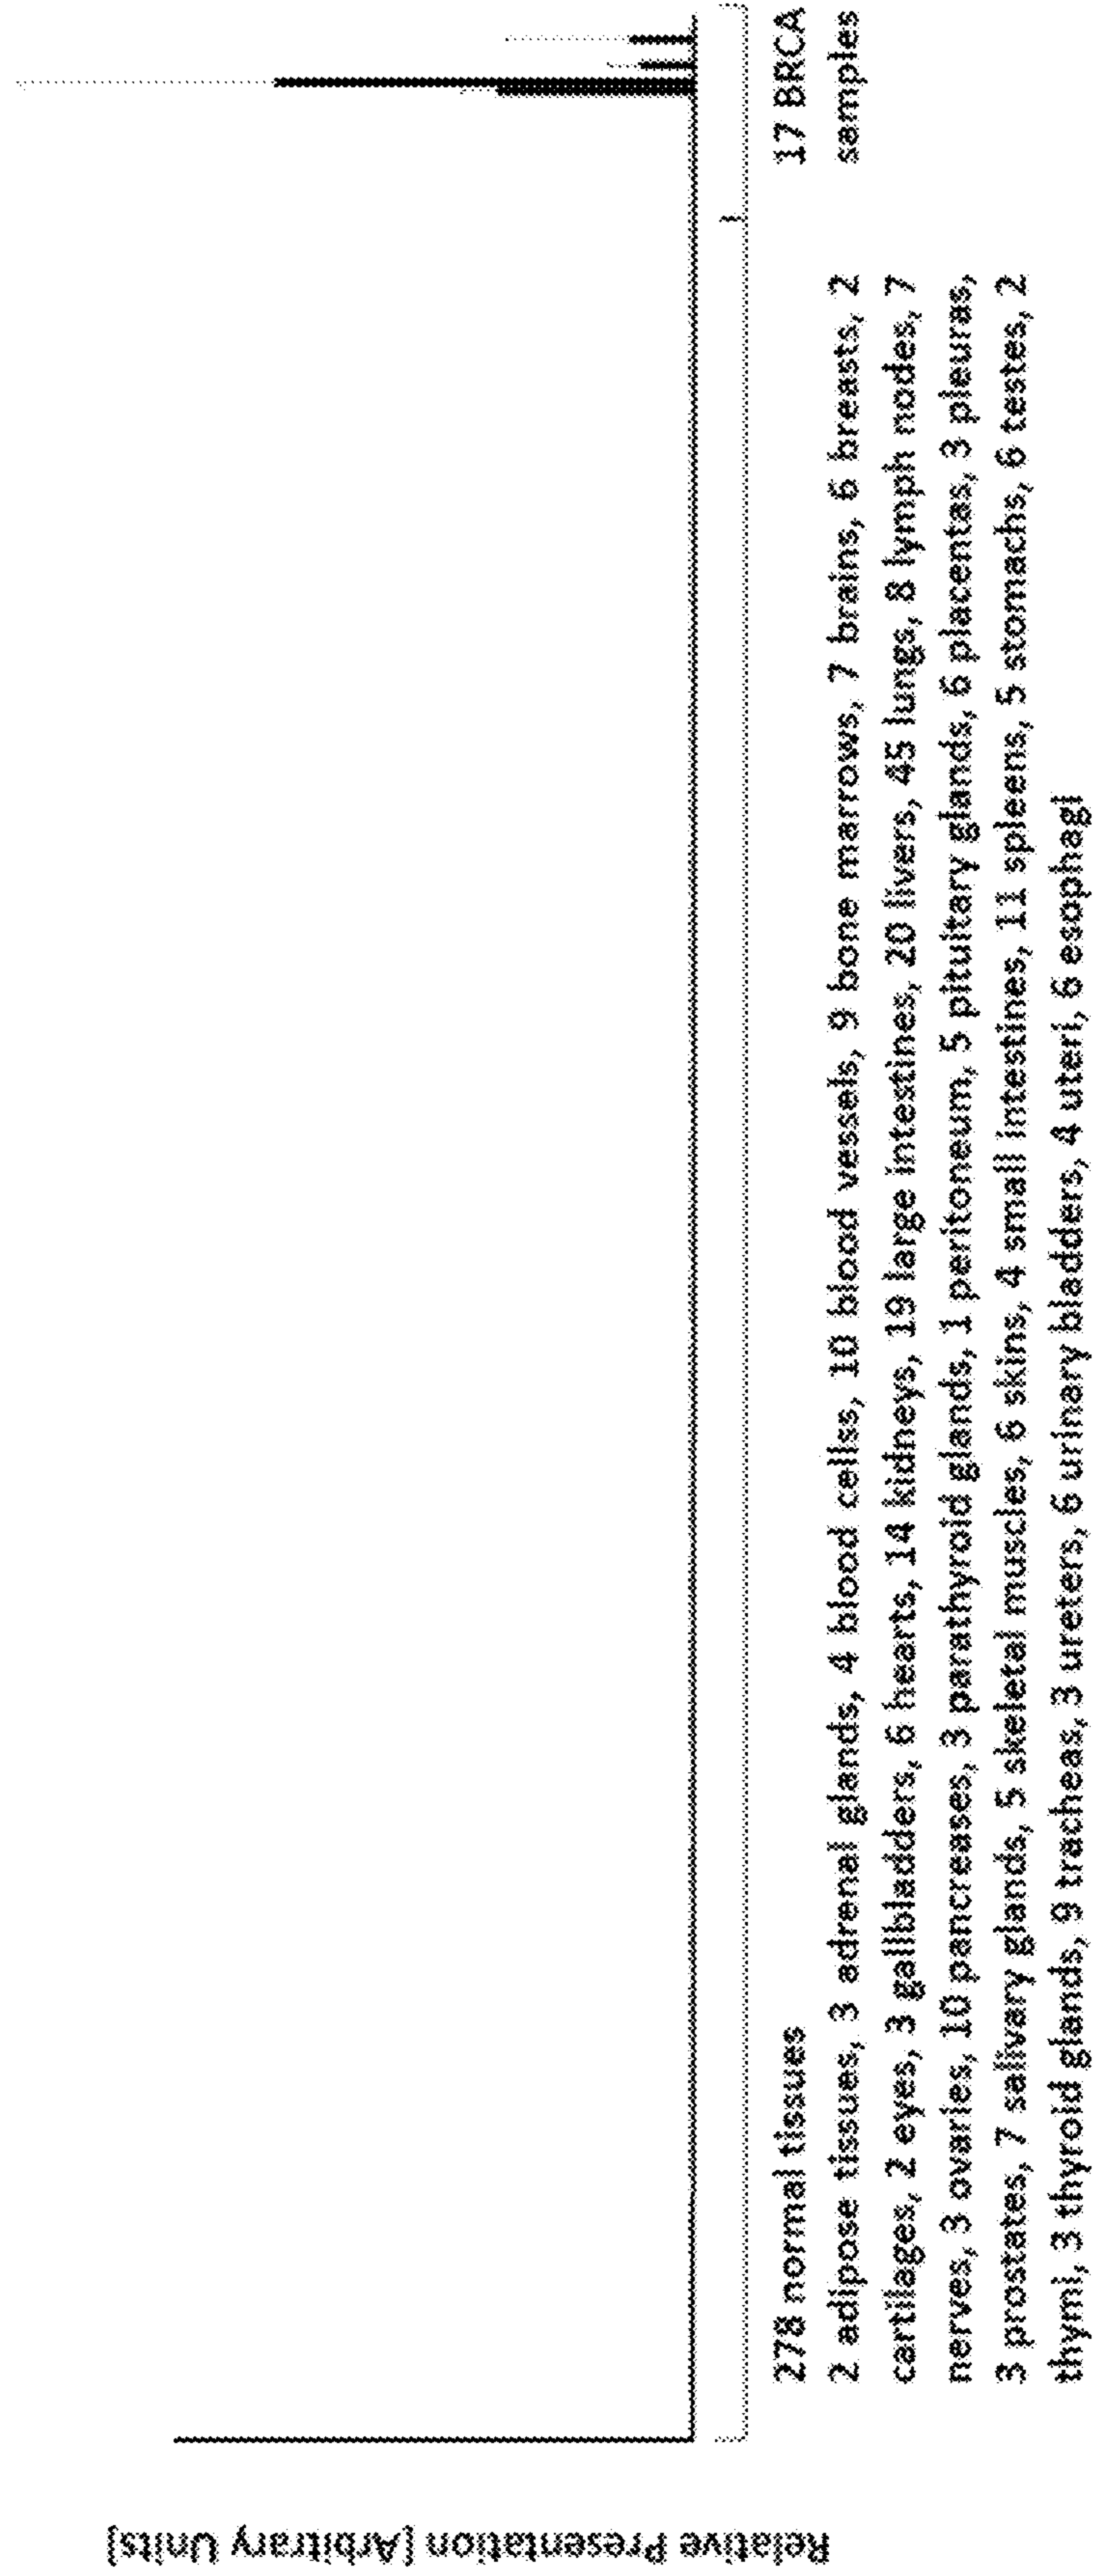 Relative Presentation [Arbitrary Units]
278 normal tissues
2 adipose tissues, 3 adrenal glands, 4 blood cellss, 10 blood vessels, 9 bone marrows, 7 brains, 6 breasts, 2
cartilages, 2 eyes, 3 gallbladders, 6 hearts, 14 kidneys, 19 large intestines, 20 livers, 45 lungs, 8 lymph nodes, 7
nerves, 3 ovaries, 10 pancreases, 3 parathyroid glands, 1 peritoneum, 5 pituitary glands, 6 placentas, 3 pleuras,
3 prostates, 7 salivary glands, 5 skeletal muscles, 6 skins, 4 small intestines, 11 spleens, 5 stomachs, 6 testes, 2
thymi, 3 thyroid glands, 9 tracheas, 3 ureters, 6 urinary bladders, 4 uteri, 6 esophagi
17 BRCA
samples